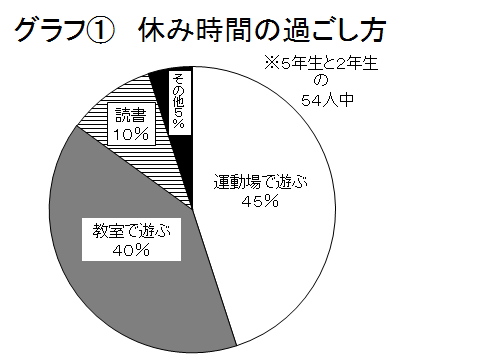 グラフ①　休み時間の過ごし方
※５年生と２年生
の
５４人中
その他５％
読書
１０％
運動場で遊ぶ
４５％
教室で遊ぶ
４０％